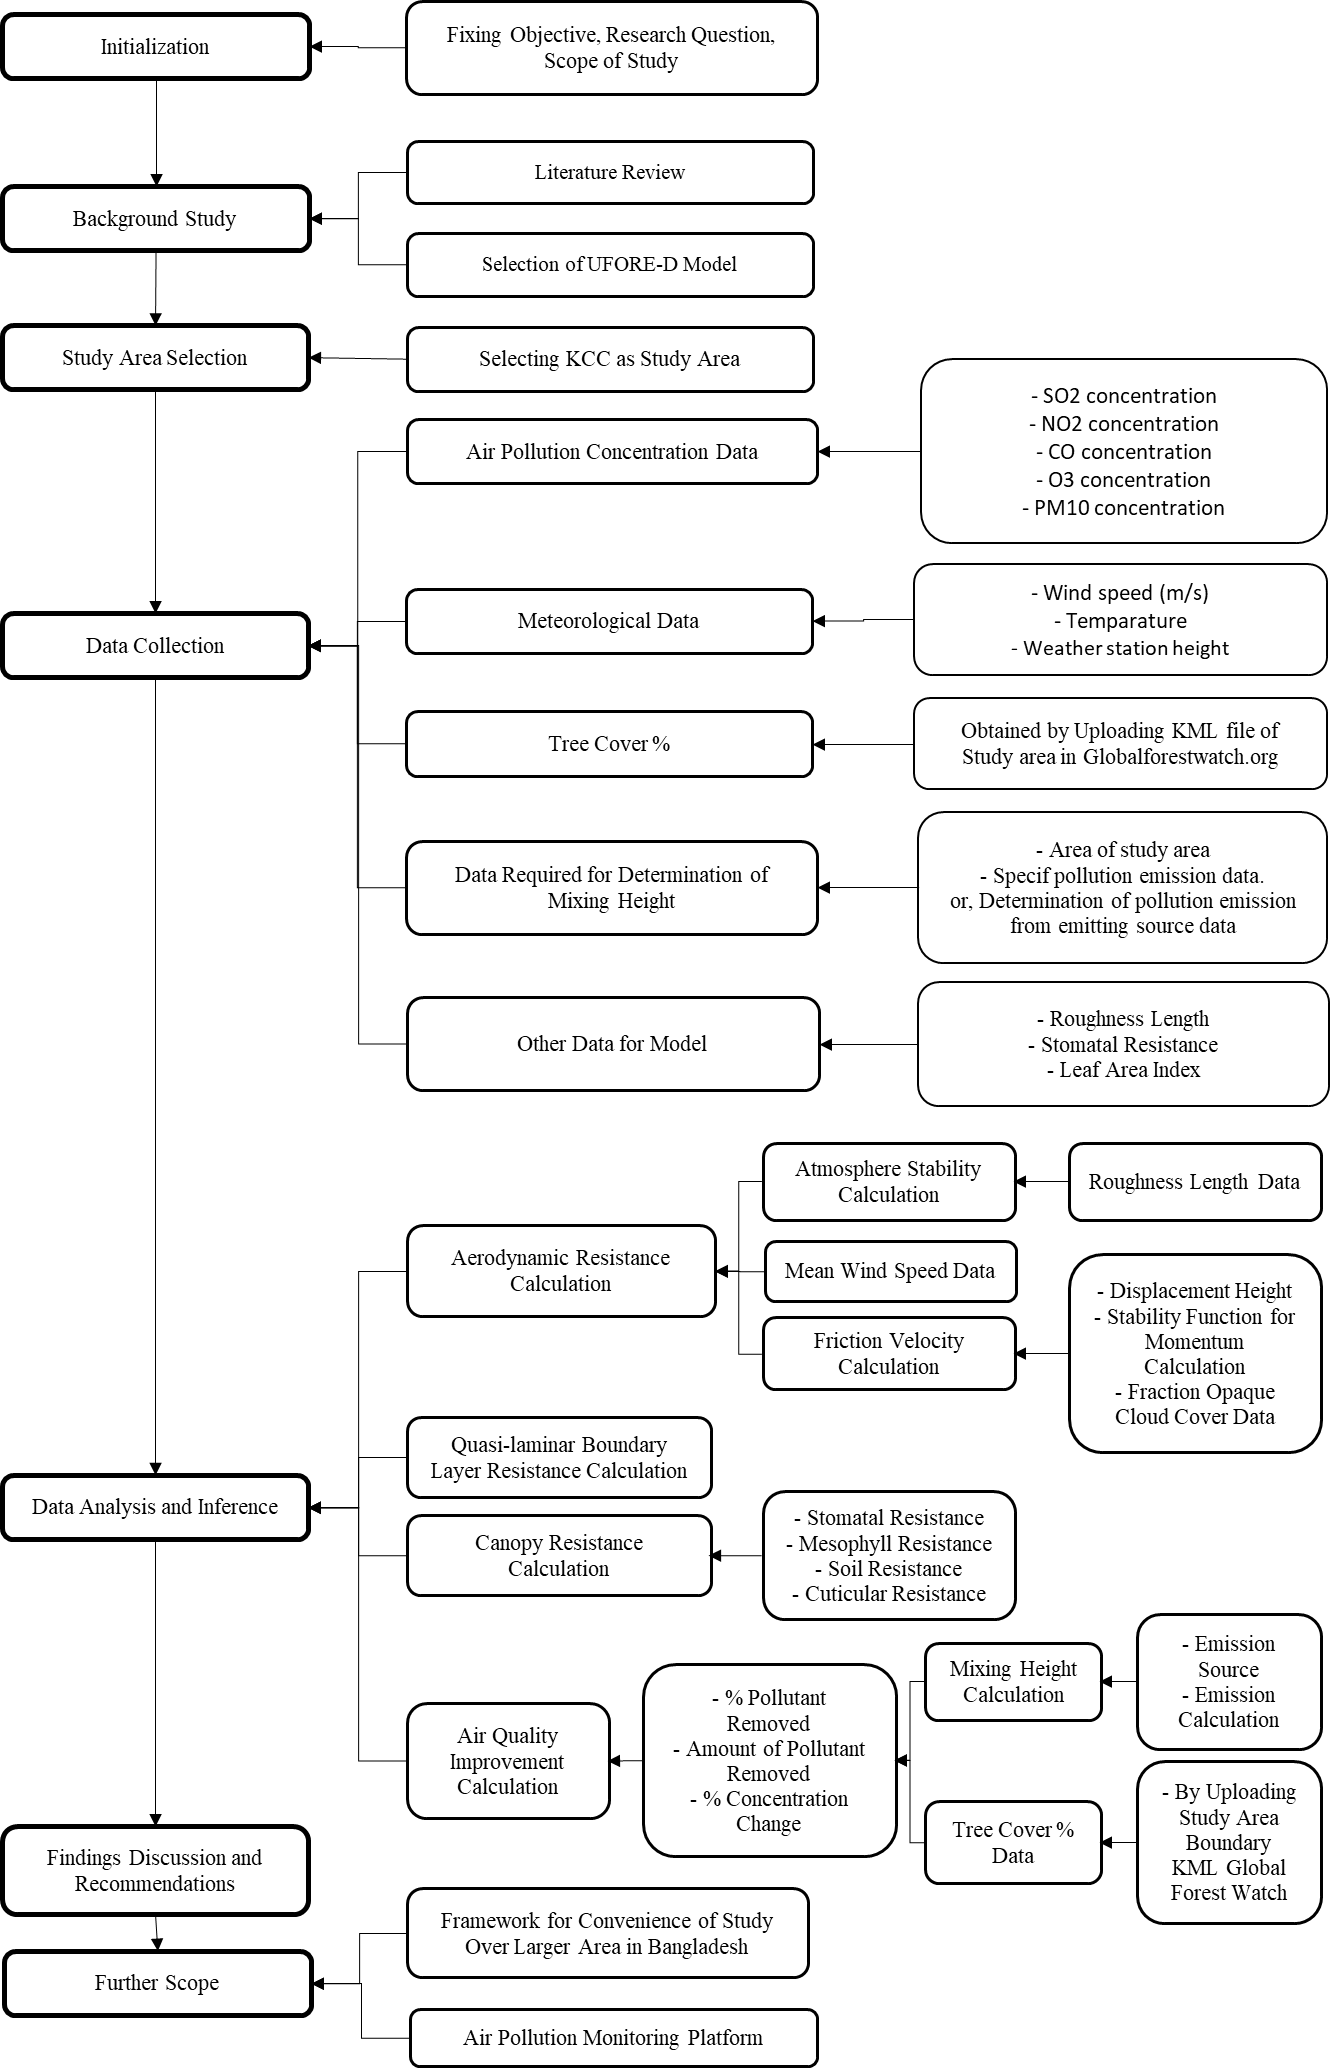 Initialization
Fixing Objective, Research Question,
Scope of Study
Background Study
Literature Review
Selection of UFORE-D Model
Study Area Selection
Selecting KCC as Study Area
Data Collection
Air Pollution Concentration Data
- SO2 concentration
- NO2 concentration
- CO concentration
- O3 concentration
- PM10 concentration
Meteorological Data
- Wind speed (m/s)
- Temparature
- Weather station height
Tree Cover %
Obtained by Uploading KML file of
Study area in Globalforestwatch.org
Data Required for Determination of
Mixing Height
- Area of study area
- Specif pollution emission data.
or, Determination of pollution emission
from emitting source data
Other Data for Model
- Roughness Length
- Stomatal Resistance
- Leaf Area Index
Data Analysis and Inference
Aerodynamic Resistance
Calculation
Atmosphere Stability
Calculation
Roughness Length Data
Mean Wind Speed Data
Friction Velocity
Calculation
- Displacement Height
- Stability Function for
Momentum
Calculation
- Fraction Opaque
Cloud Cover Data
Quasi-laminar Boundary
Layer Resistance Calculation
Canopy Resistance
Calculation
- Stomatal Resistance
- Mesophyll Resistance
- Soil Resistance
- Cuticular Resistance
Air Quality
Improvement
Calculation
- % Pollutant
Removed
- Amount of Pollutant
Removed
- % Concentration
Change
Mixing Height
Calculation
- Emission
Source
- Emission
Calculation
Tree Cover %
Data
- By Uploading
Study Area
Boundary
KML Global
Forest Watch
Findings Discussion and
Recommendations
Further Scope
Framework for Convenience of Study
Over Larger Area in Bangladesh
Air Pollution Monitoring Platform